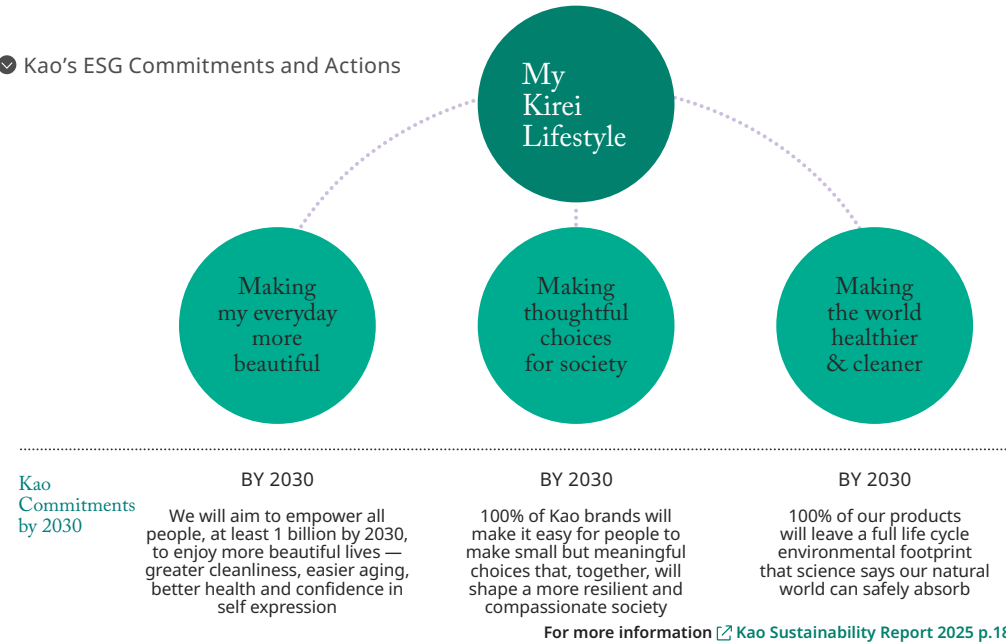 Kao's ESG Commitments and Actions
My
Kirei
Lifestyle
Making
my everyday
more
beautiful
Making
thoughtful
choices
for society
Making
the world
healthier
& cleaner
Kao
Commitments
by 2030
BY 2030
We will aim to empower all
people, at least 1 billion by 2030,
to enjoy more beautiful lives —
greater cleanliness, easier aging,
better health and confidence in
self expression
BY 2030
100% of Kao brands will
make it easy for people to
make small but meaningful
choices that, together, will
shape a more resilient and
compassionate society
BY 2030
100% of our products
will leave a full life cycle
environmental footprint
that science says our natural
world can safely absorb
For more information Kao Sustainability Report 2025 p.18